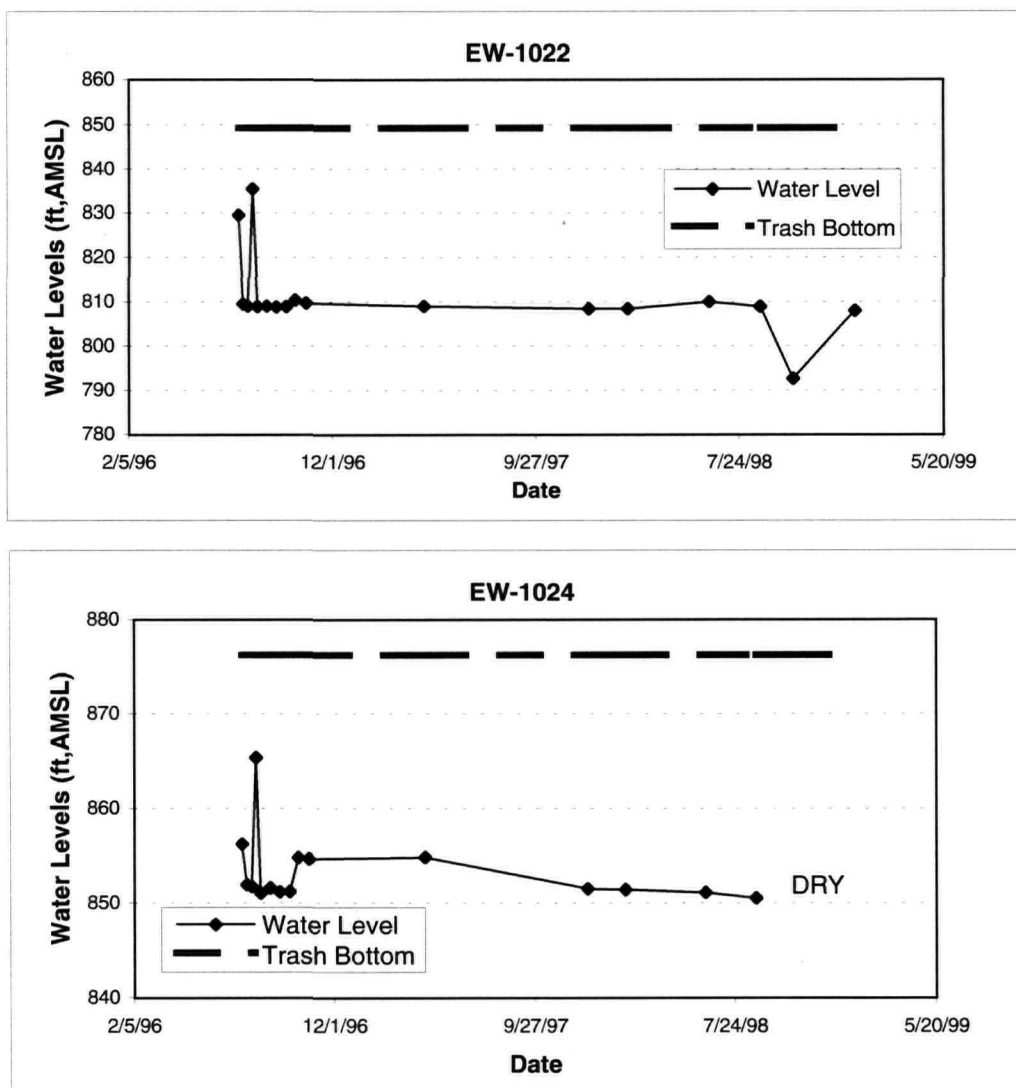 EW-1022
Water Levels (ft,AMSL)
860
850
840
830
820
810
800
790
780
Water Level
Trash Bottom
2/5/96 12/1/96 9/27/97 7/24/98 5/20/99
Date
EW-1024
Water Levels (ft,AMSL)
880
870
860
850
840
DRY
Water Level
Trash Bottom
2/5/96 12/1/96 9/27/97 7/24/98 5/20/99
Date